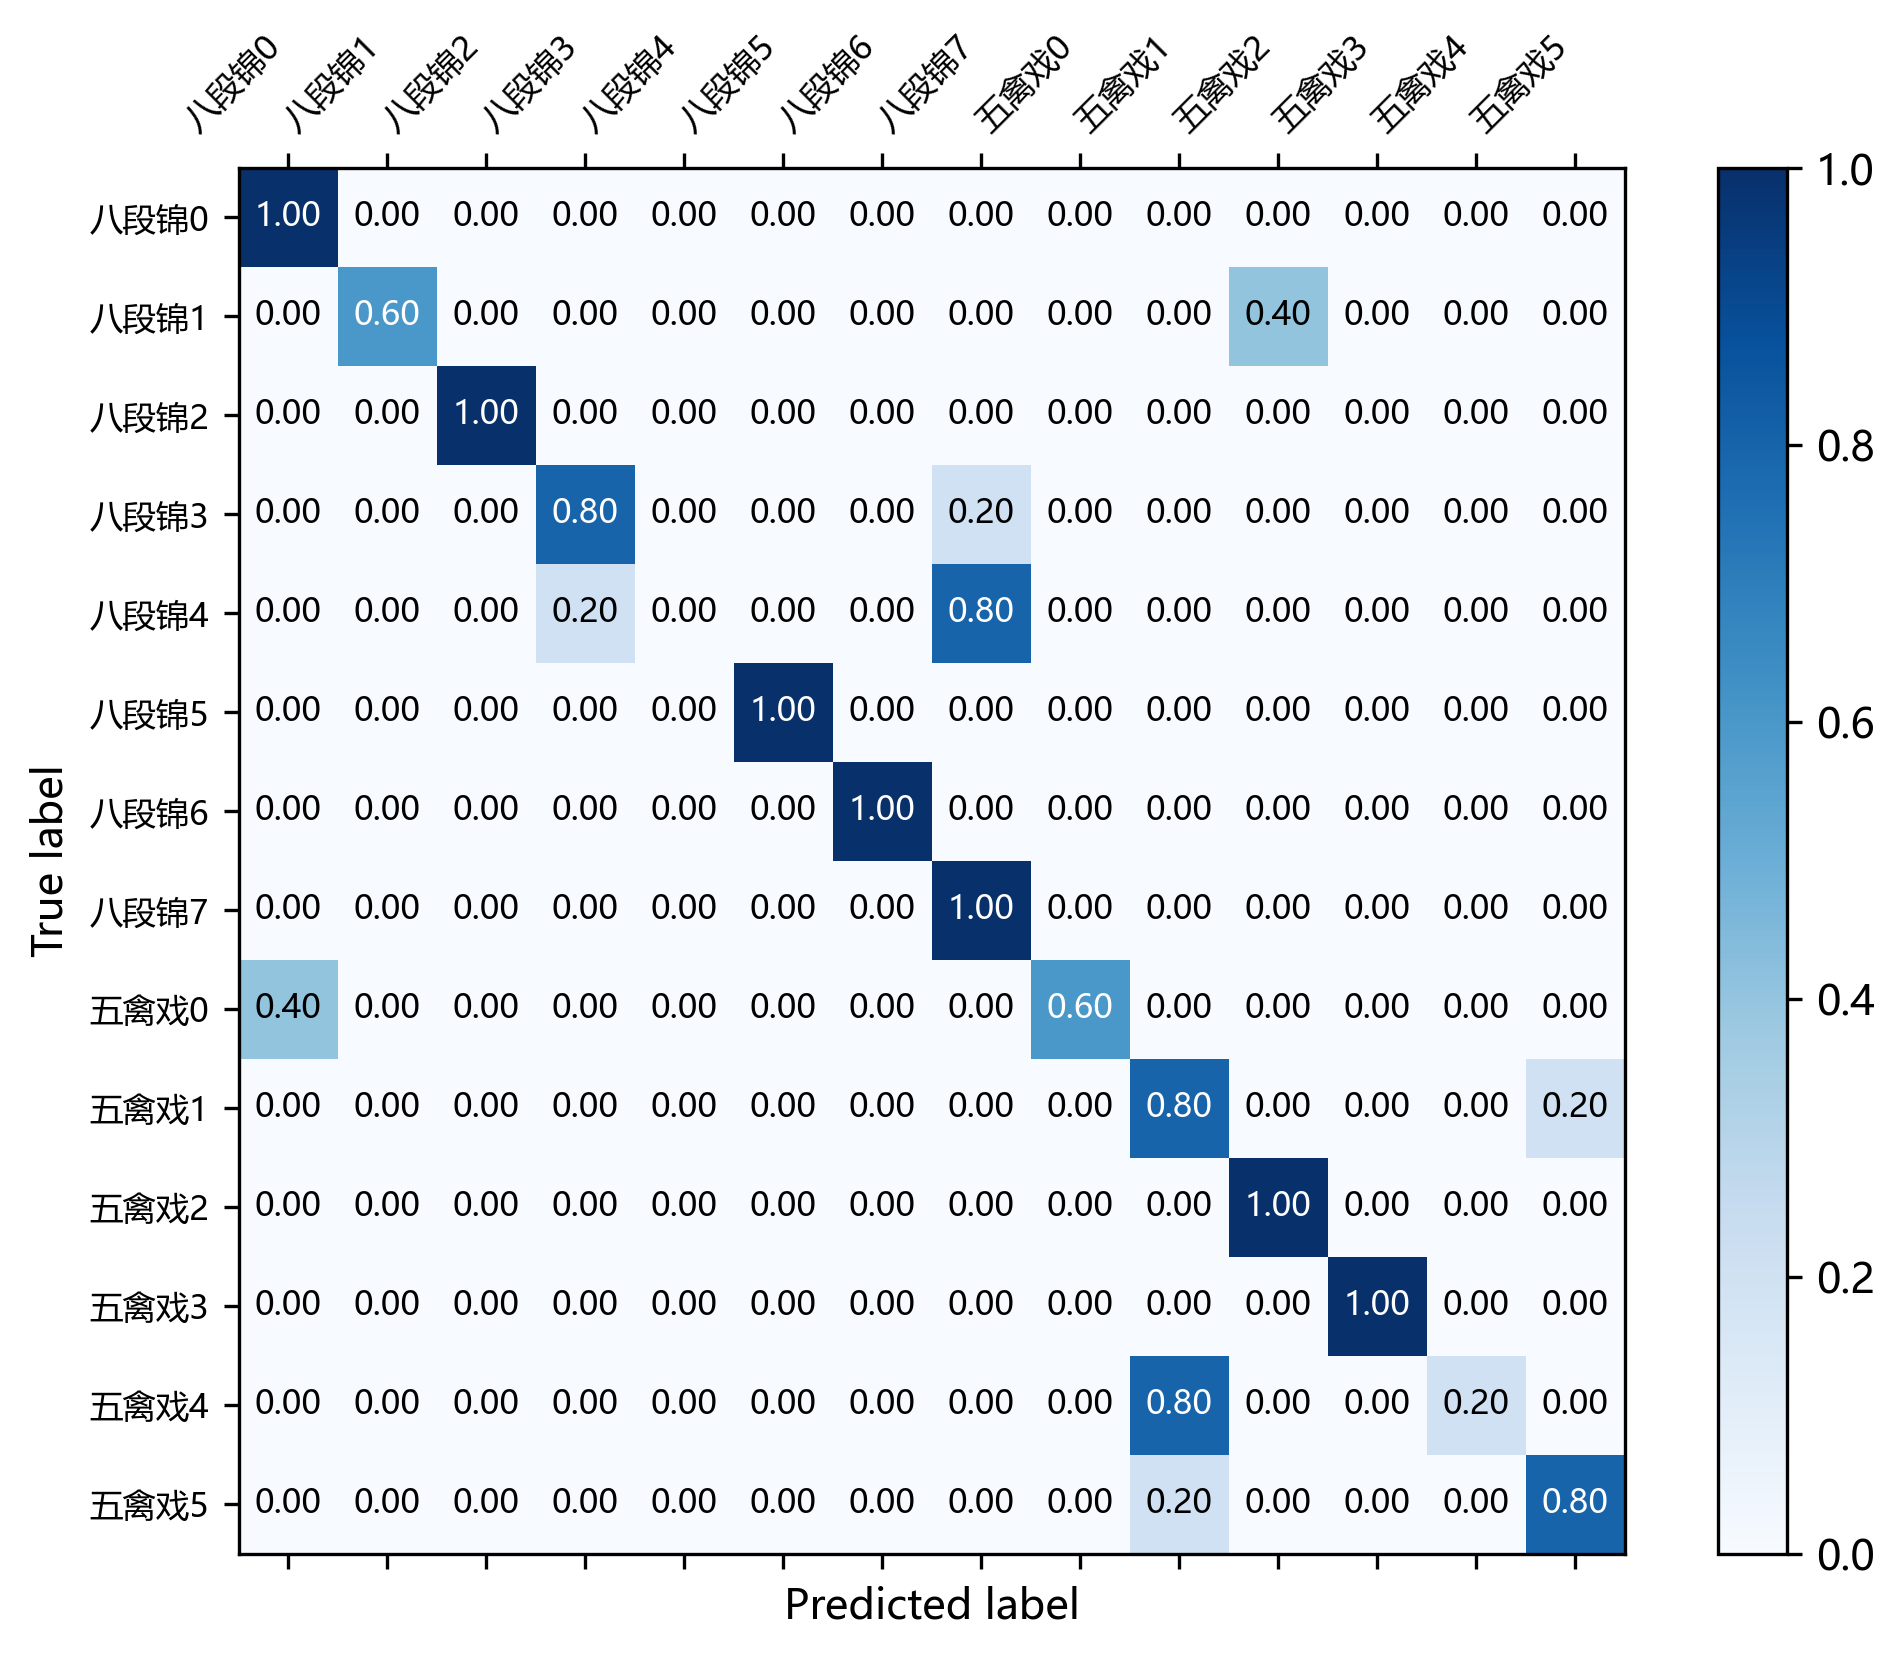 八段锦0 八段锦1 八段锦2 八段锦3 八段锦4 八段锦5 八段锦6 八段锦7 五禽戏0 五禽戏1 五禽戏2 五禽戏3 五禽戏4 五禽戏5
八段锦0 1.00 0.00 0.00 0.00 0.00 0.00 0.00 0.00 0.00 0.00 0.00 0.00 0.00 0.00
八段锦1 0.00 0.60 0.00 0.00 0.00 0.00 0.00 0.00 0.00 0.00 0.40 0.00 0.00 0.00
八段锦2 0.00 0.00 1.00 0.00 0.00 0.00 0.00 0.00 0.00 0.00 0.00 0.00 0.00 0.00
八段锦3 0.00 0.00 0.00 0.80 0.00 0.00 0.00 0.20 0.00 0.00 0.00 0.00 0.00 0.00
八段锦4 0.00 0.00 0.00 0.20 0.00 0.00 0.00 0.80 0.00 0.00 0.00 0.00 0.00 0.00
八段锦5 0.00 0.00 0.00 0.00 0.00 1.00 0.00 0.00 0.00 0.00 0.00 0.00 0.00 0.00
八段锦6 0.00 0.00 0.00 0.00 0.00 0.00 1.00 0.00 0.00 0.00 0.00 0.00 0.00 0.00
八段锦7 0.00 0.00 0.00 0.00 0.00 0.00 0.00 1.00 0.00 0.00 0.00 0.00 0.00 0.00
五禽戏0 0.40 0.00 0.00 0.00 0.00 0.00 0.00 0.00 0.60 0.00 0.00 0.00 0.00 0.00
五禽戏1 0.00 0.00 0.00 0.00 0.00 0.00 0.00 0.00 0.00 0.80 0.00 0.00 0.00 0.20
五禽戏2 0.00 0.00 0.00 0.00 0.00 0.00 0.00 0.00 0.00 0.00 1.00 0.00 0.00 0.00
五禽戏3 0.00 0.00 0.00 0.00 0.00 0.00 0.00 0.00 0.00 0.00 0.00 1.00 0.00 0.00
五禽戏4 0.00 0.00 0.00 0.00 0.00 0.00 0.00 0.00 0.00 0.80 0.00 0.00 0.20 0.00
五禽戏5 0.00 0.00 0.00 0.00 0.00 0.00 0.00 0.00 0.00 0.20 0.00 0.00 0.00 0.80
True label
Predicted label
1.0
0.8
0.6
0.4
0.2
0.0